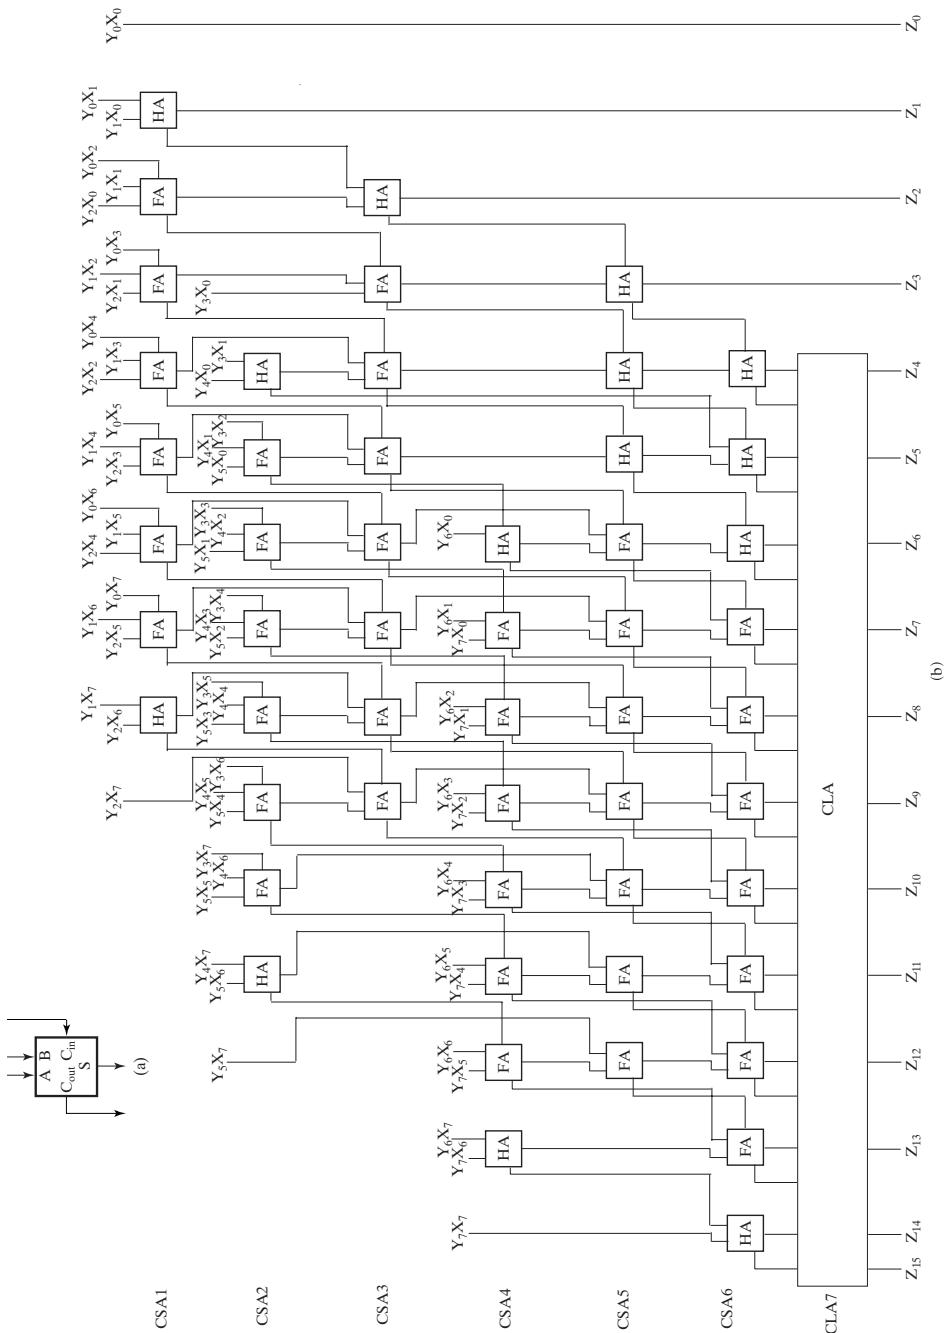 A B
C_out C_in
S
(a)
Y₂X₇ Y₂X₆ Y₁X₇ Y₂X₅ Y₁X₆ Y₀X₇ Y₂X₄ Y₁X₅ Y₀X₆ Y₂X₃ Y₁X₄ Y₀X₅ Y₂X₂ Y₁X₃ Y₀X₄ Y₂X₁ Y₁X₂ Y₀X₃ Y₂X₀ Y₁X₁ Y₀X₂ Y₁X₀ Y₀X₁ Y₀X₀
CSA1 HA FA FA FA FA FA FA HA
Y₅X₇ Y₅X₆ Y₄X₇ Y₅X₅ Y₄X₆ Y₃X₇ Y₅X₄ Y₄X₅ Y₃X₆ Y₅X₃ Y₄X₄ Y₃X₅ Y₅X₂ Y₄X₃ Y₃X₄ Y₅X₁ Y₄X₂ Y₃X₃ Y₅X₀ Y₄X₁ Y₃X₂ Y₄X₀ Y₃X₁ Y₃X₀
CSA2 HA FA FA FA FA FA FA HA
CSA3 FA FA FA FA FA FA FA HA
Y₇X₇ Y₇X₆ Y₆X₇ Y₇X₅ Y₆X₆ Y₇X₄ Y₆X₅ Y₇X₃ Y₆X₄ Y₇X₂ Y₆X₃ Y₇X₁ Y₆X₂ Y₇X₀ Y₆X₁ Y₆X₀
CSA4 HA FA FA FA FA FA FA HA
CSA5 FA FA FA FA FA FA FA HA HA HA
CSA6 HA FA FA FA FA FA FA FA HA HA HA
CLA7 CLA
Z₁₅ Z₁₄ Z₁₃ Z₁₂ Z₁₁ Z₁₀ Z₉ Z₈ Z₇ Z₆ Z₅ Z₄ Z₃ Z₂ Z₁ Z₀
(b)